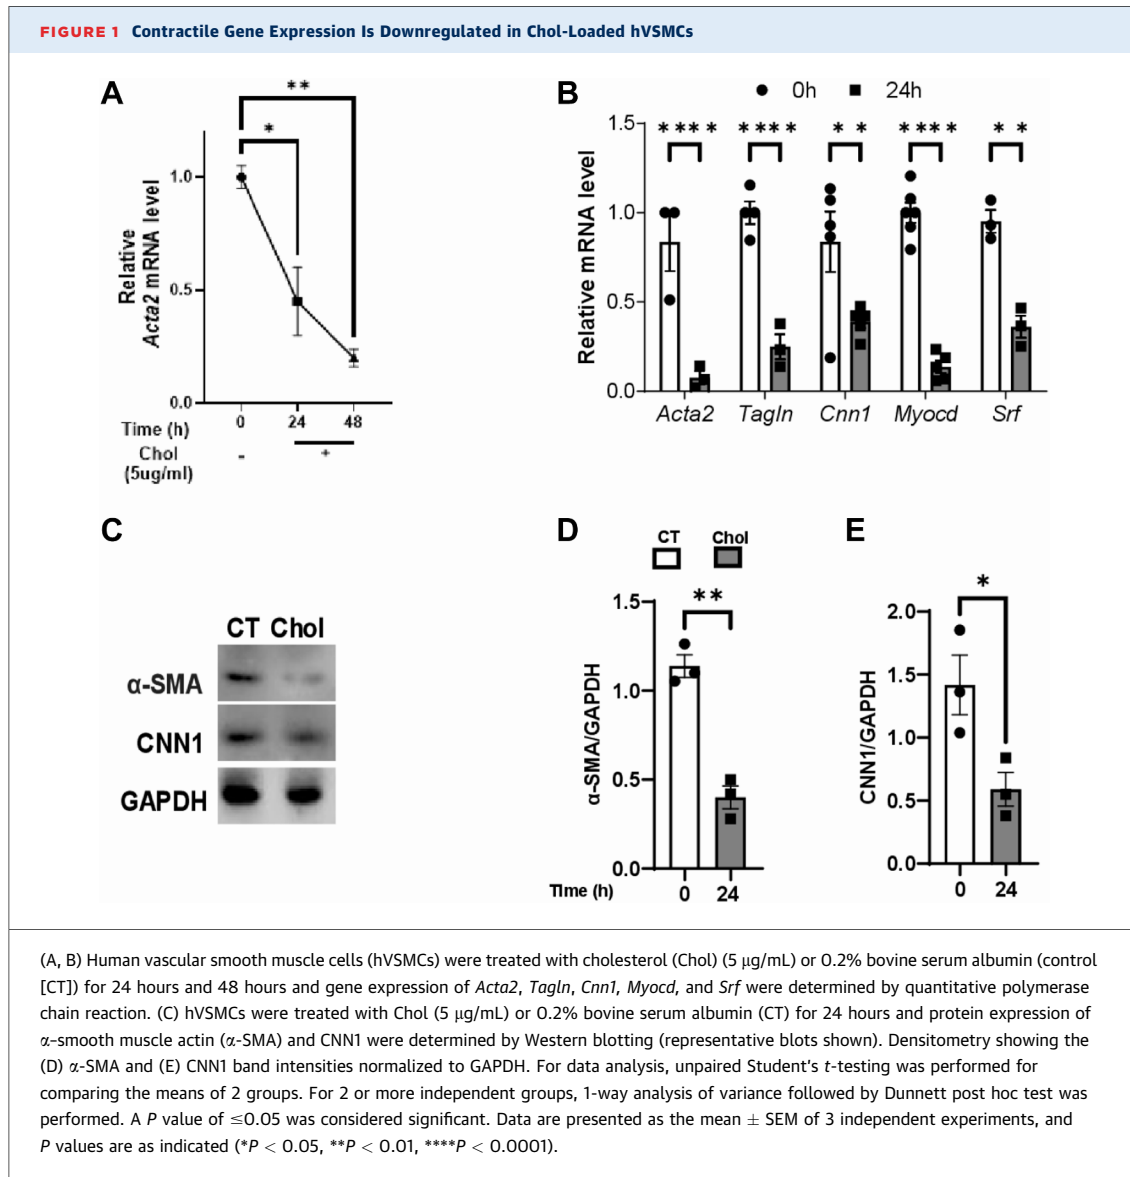 FIGURE 1 Contractile Gene Expression Is Downregulated in Chol-Loaded hVSMCs
A
**
*
Relative
Acta2 mRNA level
1.0
0.5
0.0
Time (h) 0 24 48
Chol
(5ug/ml) - +
B
0h 24h
Relative mRNA level
1.5
1.0
0.5
0.0
**** **** ** **** **
Acta2 Tagln Cnn1 Myocd Srf
C
CT Chol
α-SMA
CNN1
GAPDH
D
CT Chol
**
α-SMA/GAPDH
1.5
1.0
0.5
0.0
TIme (h) 0 24
E
*
CNN1/GAPDH
2.0
1.5
1.0
0.5
0.0
0 24
(A, B) Human vascular smooth muscle cells (hVSMCs) were treated with cholesterol (Chol) (5 μg/mL) or 0.2% bovine serum albumin (control
[CT]) for 24 hours and 48 hours and gene expression of Acta2, Tagln, Cnn1, Myocd, and Srf were determined by quantitative polymerase
chain reaction. (C) hVSMCs were treated with Chol (5 μg/mL) or 0.2% bovine serum albumin (CT) for 24 hours and protein expression of
α-smooth muscle actin (α-SMA) and CNN1 were determined by Western blotting (representative blots shown). Densitometry showing the
(D) α-SMA and (E) CNN1 band intensities normalized to GAPDH. For data analysis, unpaired Student's t-testing was performed for
comparing the means of 2 groups. For 2 or more independent groups, 1-way analysis of variance followed by Dunnett post hoc test was
performed. A P value of ≤0.05 was considered significant. Data are presented as the mean ± SEM of 3 independent experiments, and
P values are as indicated (*P < 0.05, **P < 0.01, ****P < 0.0001).